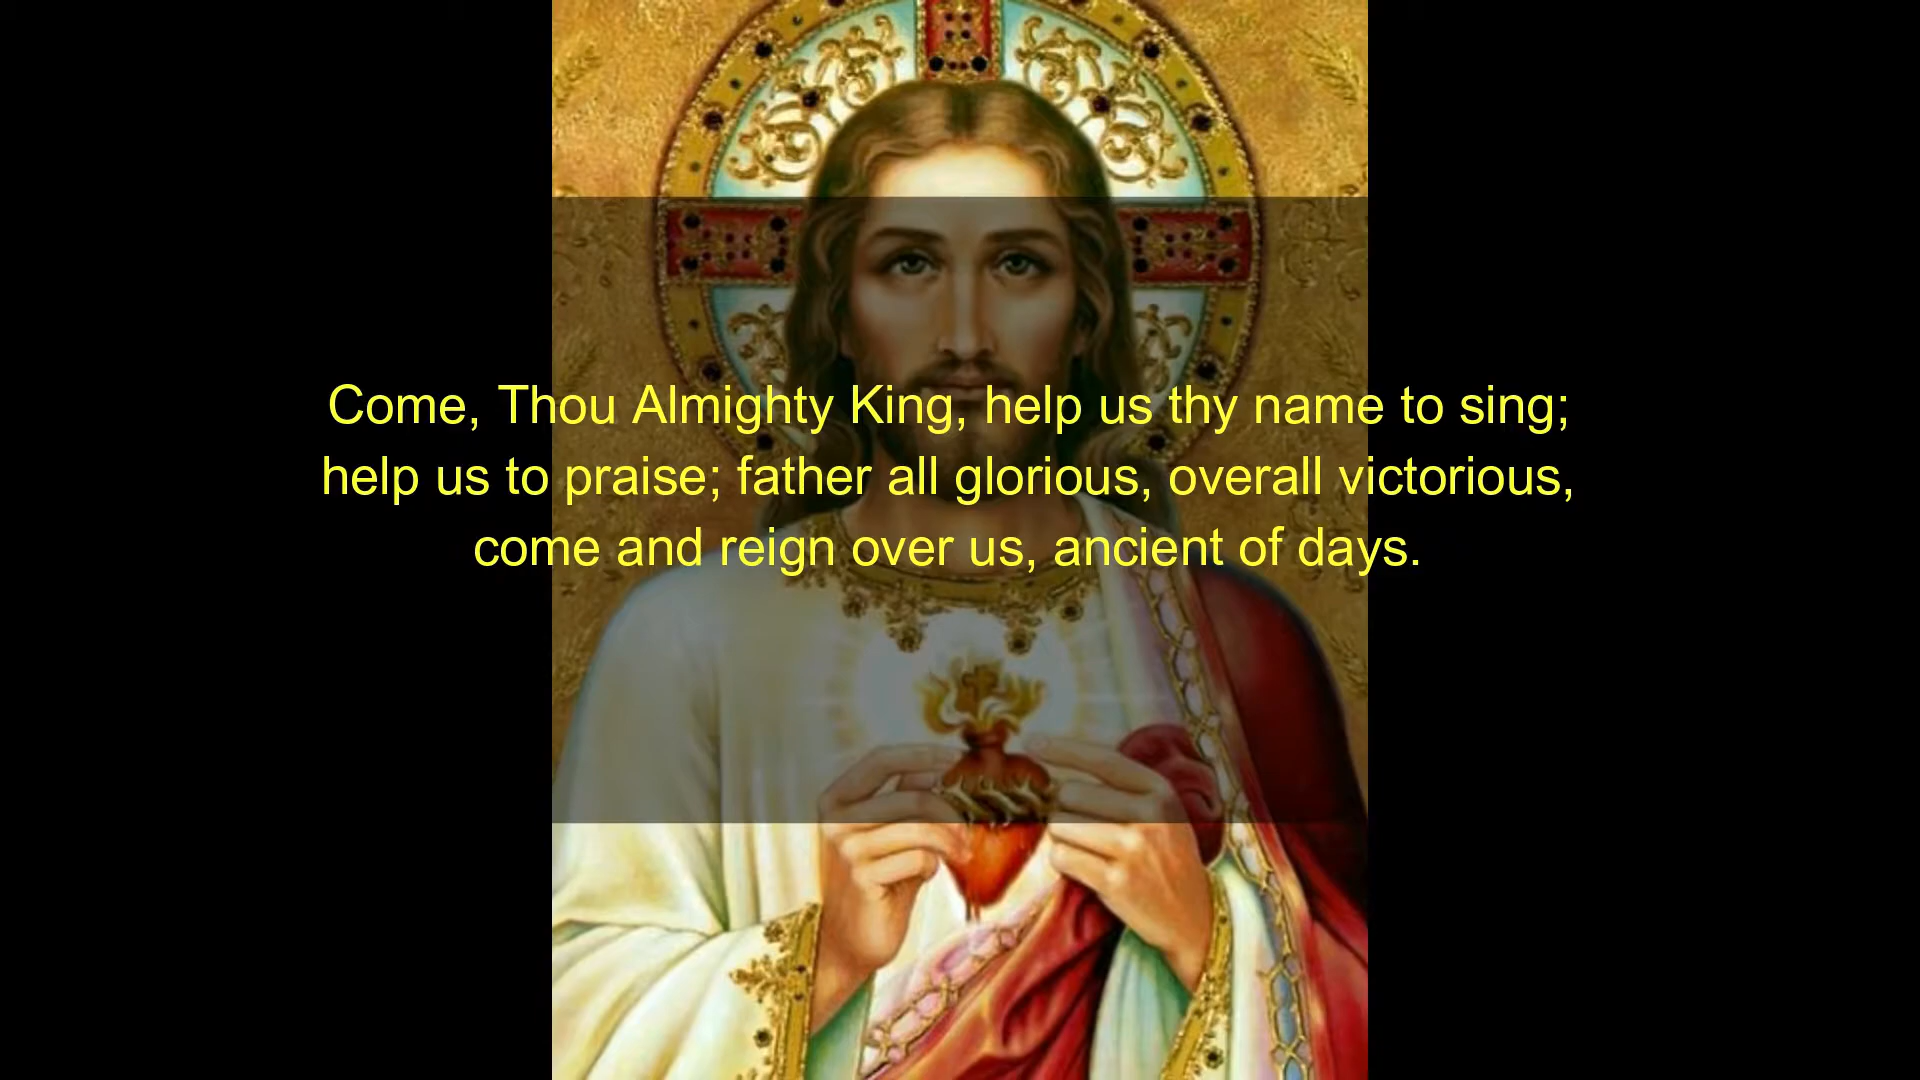 Come, Thou Almighty King, help us thy name to sing;
help us to praise; father all glorious, overall victorious,
come and reign over us, ancient of days.